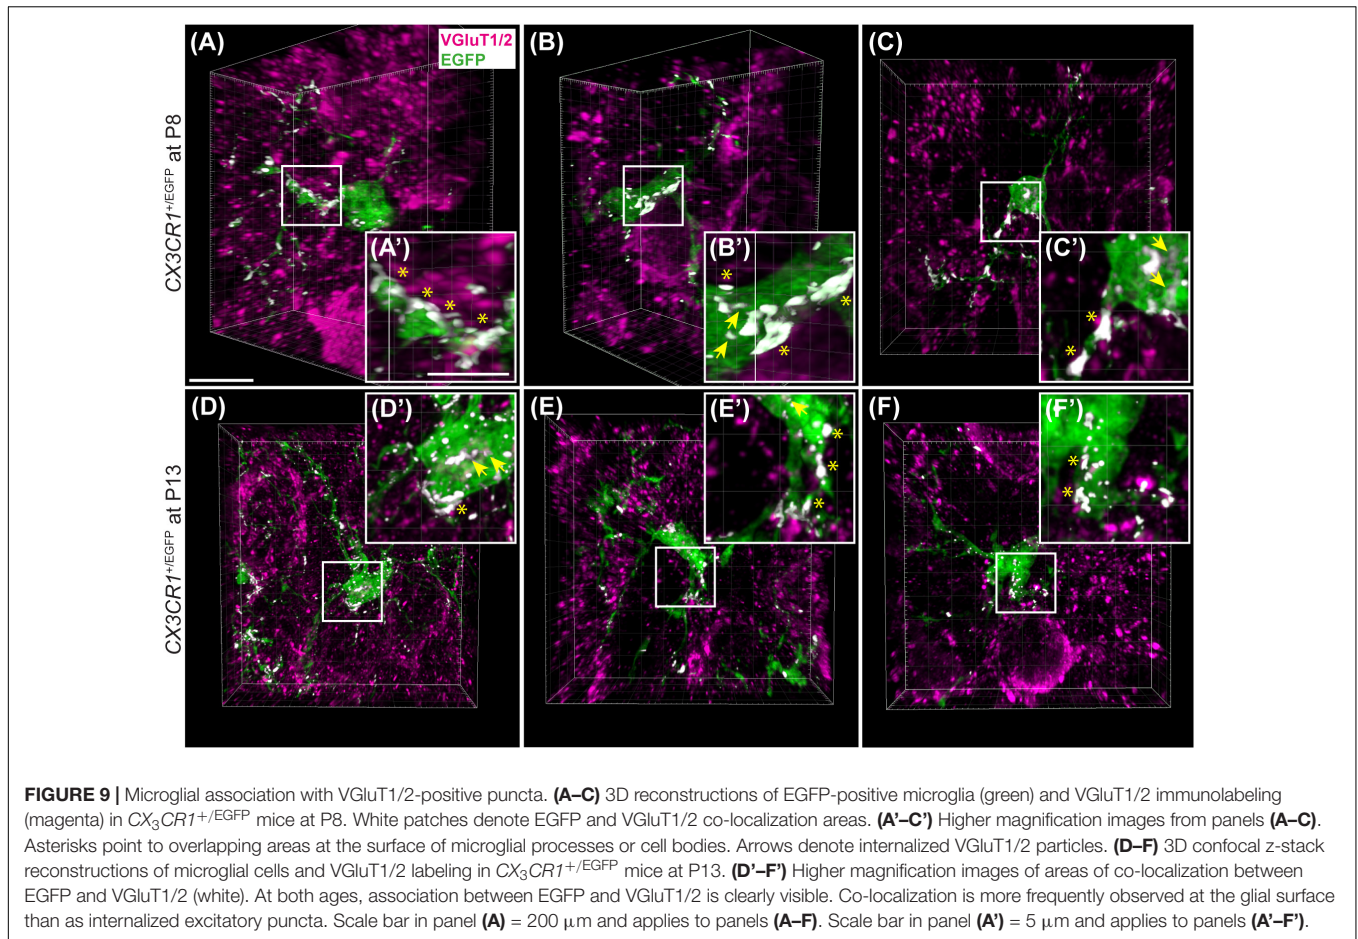 (A)
VGluT1/2
EGFP
(B)
(C)
CX3CR1+/EGFP at P8
(A')
(B')
(C')
* * * *
* * *
* *
(D)
(D')
(E)
(E')
(F)
(F')
CX3CR1+/EGFP at P13
*
* * *
* *
FIGURE 9 | Microglial association with VGluT1/2-positive puncta. (A–C) 3D reconstructions of EGFP-positive microglia (green) and VGluT1/2 immunolabeling
(magenta) in CX3CR1+/EGFP mice at P8. White patches denote EGFP and VGluT1/2 co-localization areas. (A'–C') Higher magnification images from panels (A–C).
Asterisks point to overlapping areas at the surface of microglial processes or cell bodies. Arrows denote internalized VGluT1/2 particles. (D–F) 3D confocal z-stack
reconstructions of microglial cells and VGluT1/2 labeling in CX3CR1+/EGFP mice at P13. (D'–F') Higher magnification images of areas of co-localization between
EGFP and VGluT1/2 (white). At both ages, association between EGFP and VGluT1/2 is clearly visible. Co-localization is more frequently observed at the glial surface
than as internalized excitatory puncta. Scale bar in panel (A) = 200 μm and applies to panels (A–F). Scale bar in panel (A') = 5 μm and applies to panels (A'–F').